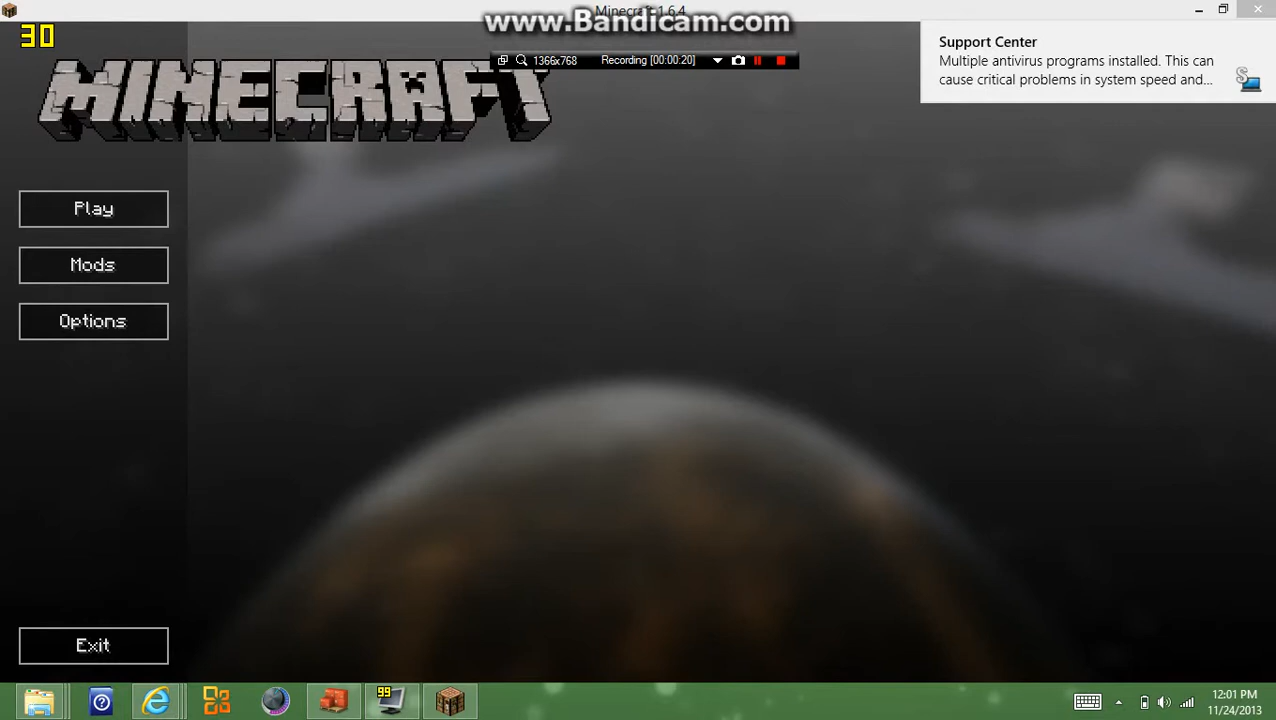 Minecraft 1.6.4
www.Bandicam.com
30
1366x768
Recording [00:00:20]
Support Center
Multiple antivirus programs installed. This can
cause critical problems in system speed and...
MINECRAFT
Play
Mods
Options
Exit
99
12:01 PM
11/24/2013